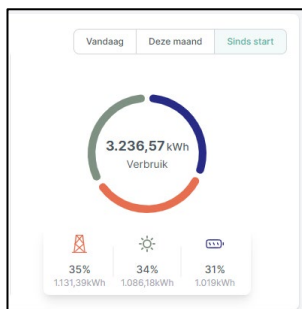 Vandaag Deze maand Sinds start
3.236,57 kWh
Verbruik
35% 34% 31%
1.131,39kWh 1.086,18kWh 1.019kWh